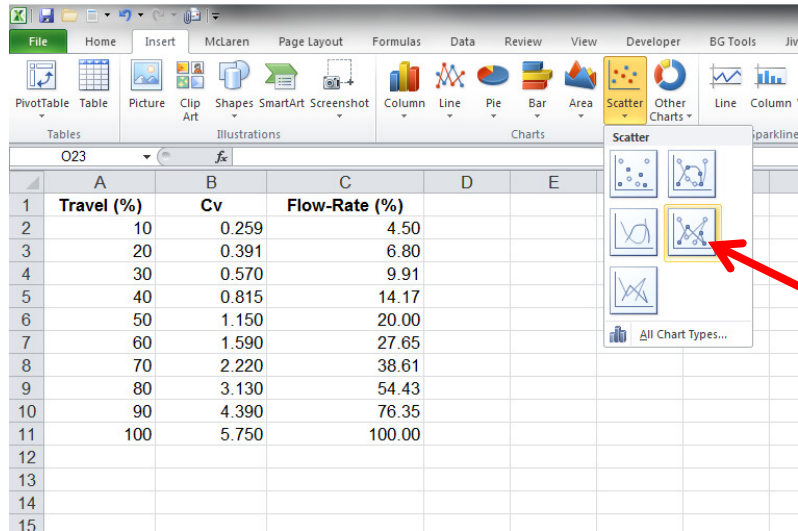 File Home Insert McLaren Page Layout Formulas Data Review View Developer BG Tools Jiv
PivotTable Table Picture Clip Art Shapes SmartArt Screenshot Column Line Pie Bar Area Scatter Other Charts Line Column
Tables Illustrations Charts Sparkline
O23 fx
Scatter
A B C D E
1 Travel (%) Cv Flow-Rate (%)
2 10 0.259 4.50
3 20 0.391 6.80
4 30 0.570 9.91
5 40 0.815 14.17
6 50 1.150 20.00
7 60 1.590 27.65
8 70 2.220 38.61
9 80 3.130 54.43
10 90 4.390 76.35
11 100 5.750 100.00
12
13
14
15
All Chart Types...